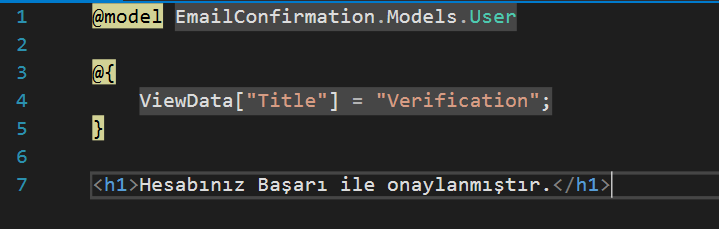 1 @model EmailConfirmation.Models.User
2
3 @{
4 ViewData["Title"] = "Verification";
5 }
6
7 <h1>Hesabınız Başarı ile onaylanmıştır.</h1>